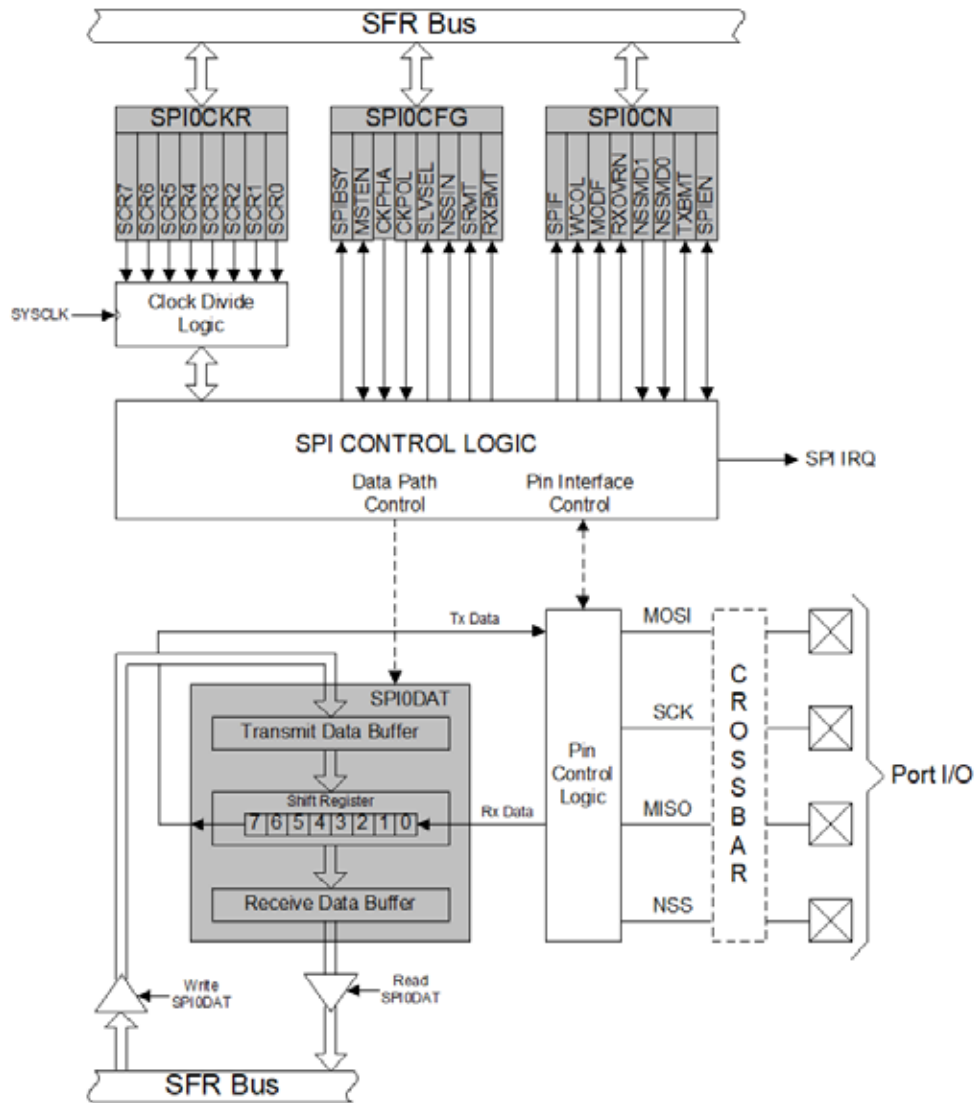 SFR Bus
SPI0CKR
SPI0CFG
SPI0CN
SCR7
SCR6
SCR5
SCR4
SCR3
SCR2
SCR1
SCR0
SPIBSY
MSTEN
CKPHA
CKPOL
SLVSEL
NSSIN
SRMT
RXBMT
SPIF
WCOL
MODF
RXOVRN
NSSMD1
NSSMD0
TXBMT
SPIEN
SYSCLK
Clock Divide
Logic
SPI CONTROL LOGIC
SPI IRQ
Data Path
Control
Pin Interface
Control
Tx Data
MOSI
SPI0DAT
Transmit Data Buffer
SCK
Pin
Control
Logic
CROSSBAR
Port I/O
Shift Register
7 6 5 4 3 2 1 0
Rx Data
MISO
Receive Data Buffer
NSS
Write
SPI0DAT
Read
SPI0DAT
SFR Bus